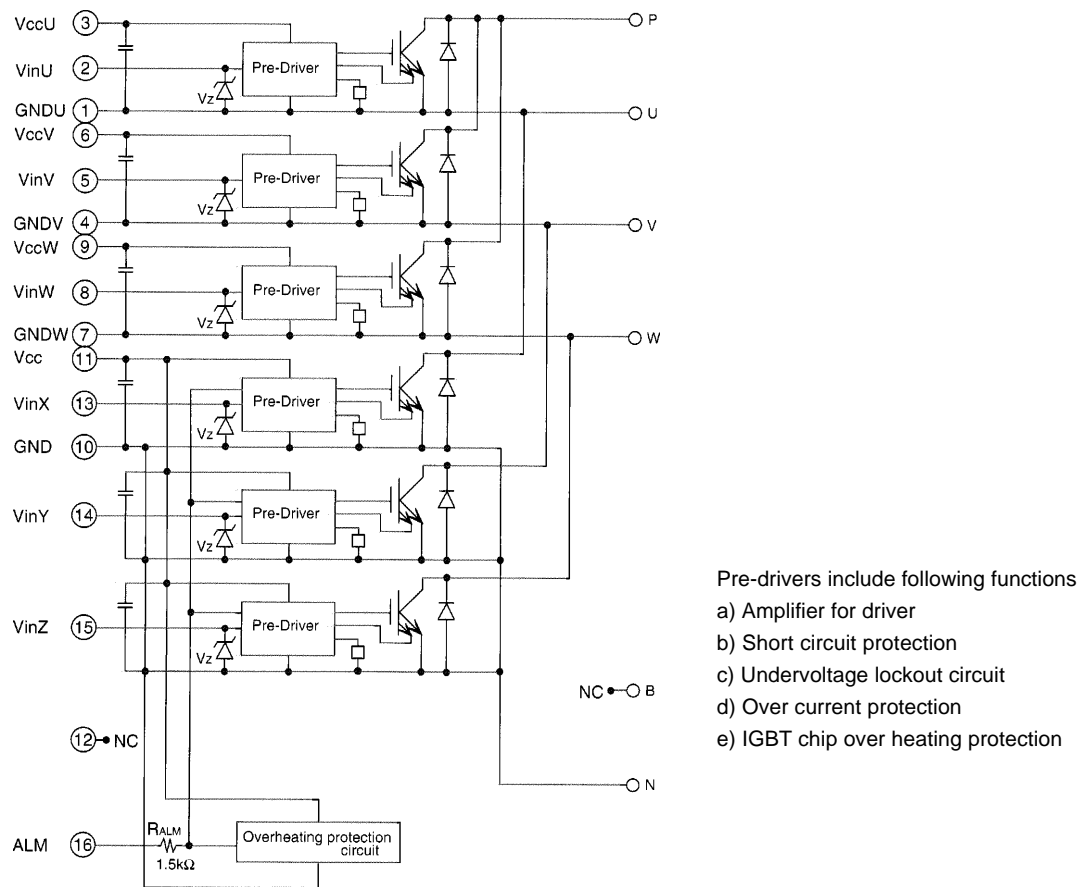 VccU 3 P
VinU 2 Pre-Driver
Vz
GNDU 1 U
VccV 6
VinV 5 Pre-Driver
Vz
GNDV 4 V
VccW 9
VinW 8 Pre-Driver
Vz
GNDW 7 W
Vcc 11
VinX 13 Pre-Driver
Vz
GND 10
VinY 14 Pre-Driver
Vz
VinZ 15 Pre-Driver
Vz
NC B
12 NC
N
RALM
ALM 16 Overheating protection
circuit
1.5kΩ
Pre-drivers include following functions
a) Amplifier for driver
b) Short circuit protection
c) Undervoltage lockout circuit
d) Over current protection
e) IGBT chip over heating protection